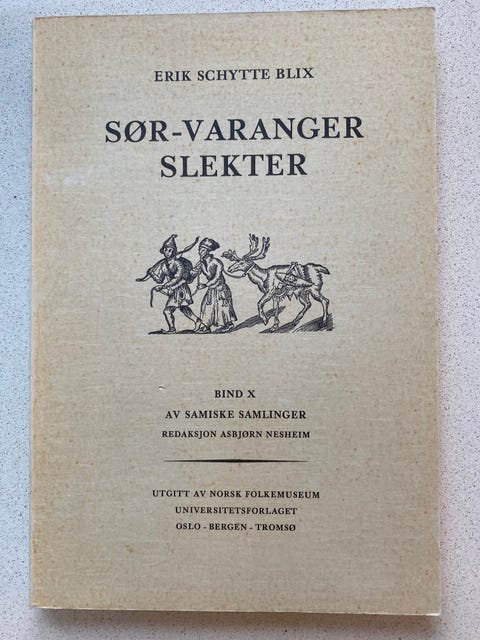 ERIK SCHYTTE BLIX
SØR-VARANGER
SLEKTER
BIND X
AV SAMISKE SAMLINGER
REDAKSJON ASBJØRN NESHEIM
UTGITT AV NORSK FOLKEMUSEUM
UNIVERSITETSFORLAGET
OSLO - BERGEN - TROMSØ